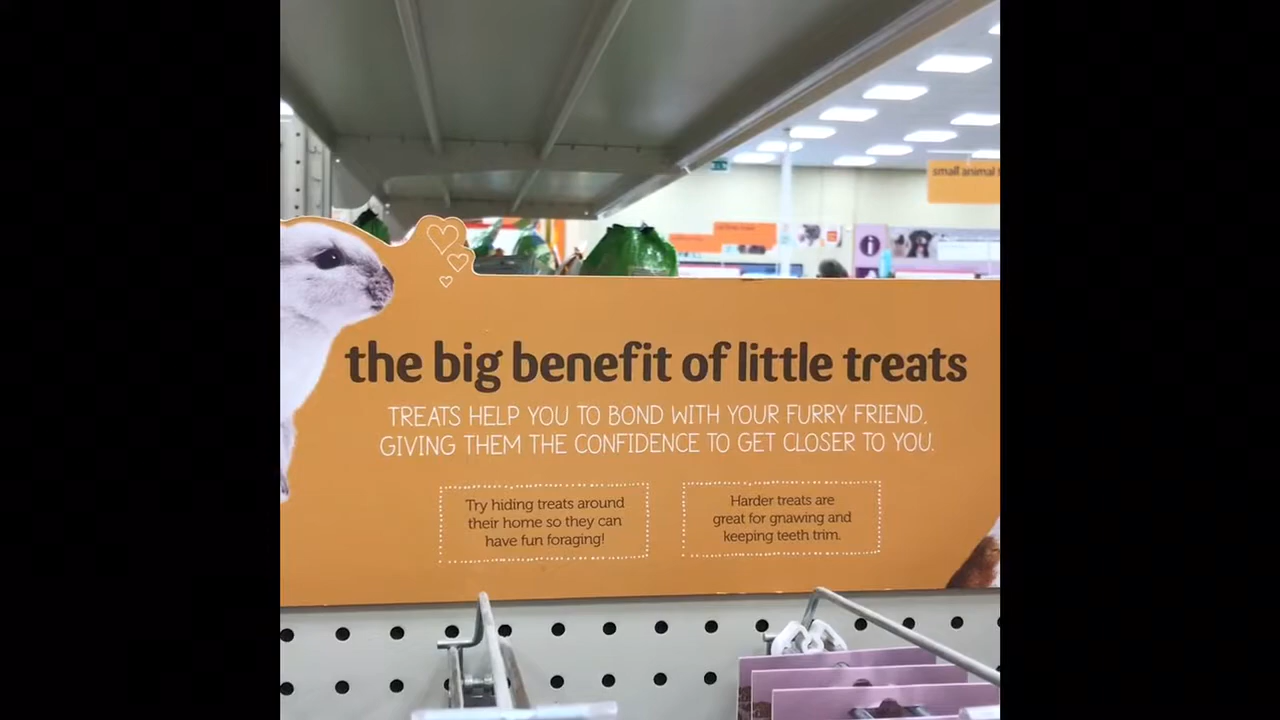 small animal
the big benefit of little treats
TREATS HELP YOU TO BOND WITH YOUR FURRY FRIEND,
GIVING THEM THE CONFIDENCE TO GET CLOSER TO YOU.
Try hiding treats around
their home so they can
have fun foraging!
Harder treats are
great for gnawing and
keeping teeth trim.